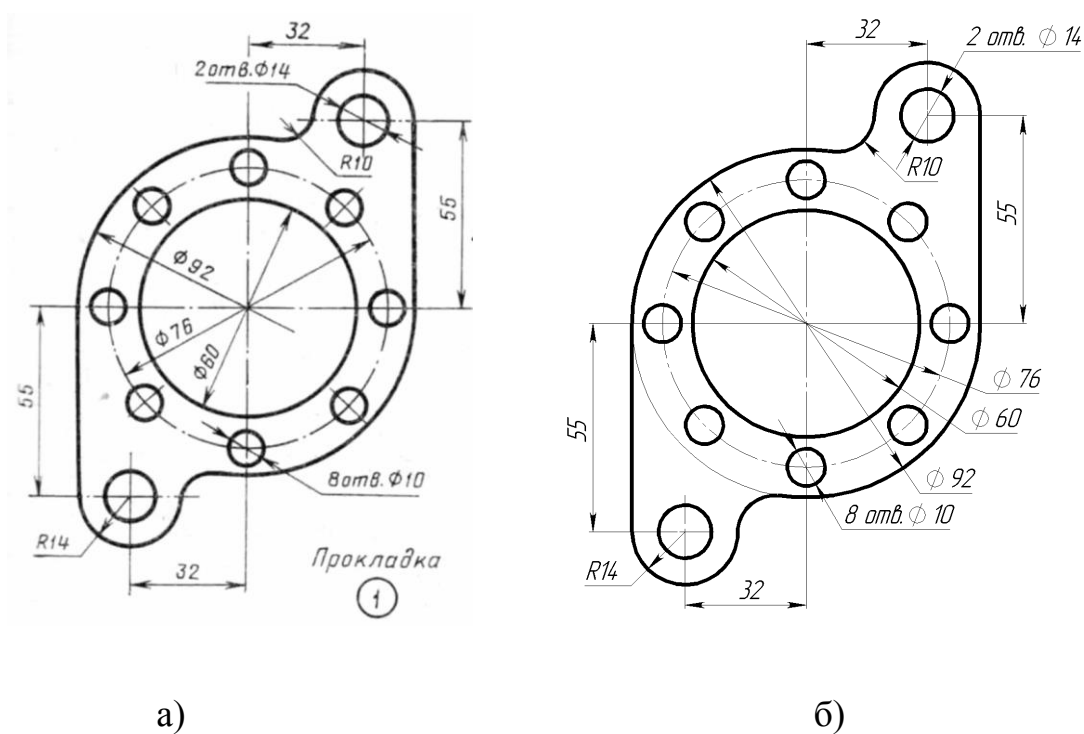 32
2отв.Ф14
R10
55
Ф92
Ф76
Ф60
55
8отв.Ф10
R14
32
Прокладка
1
а)
32
2 отв. ∅ 14
R10
55
∅ 76
∅ 60
55
∅ 92
8 отв. ∅ 10
R14
32
б)